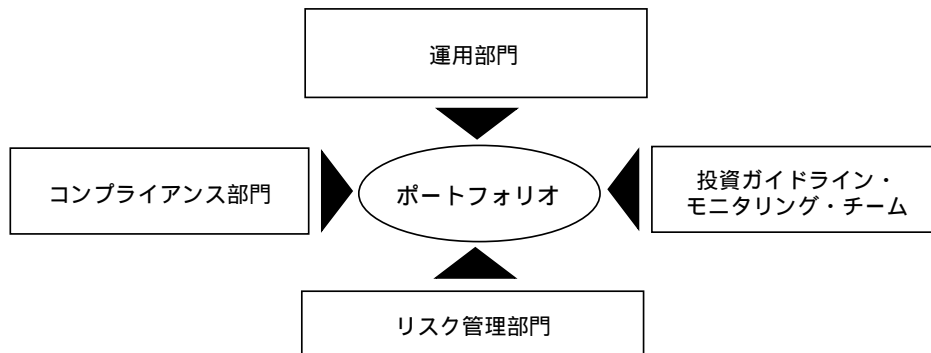 運用部門
コンプライアンス部門
ポートフォリオ
投資ガイドライン・
モニタリング・チーム
リスク管理部門